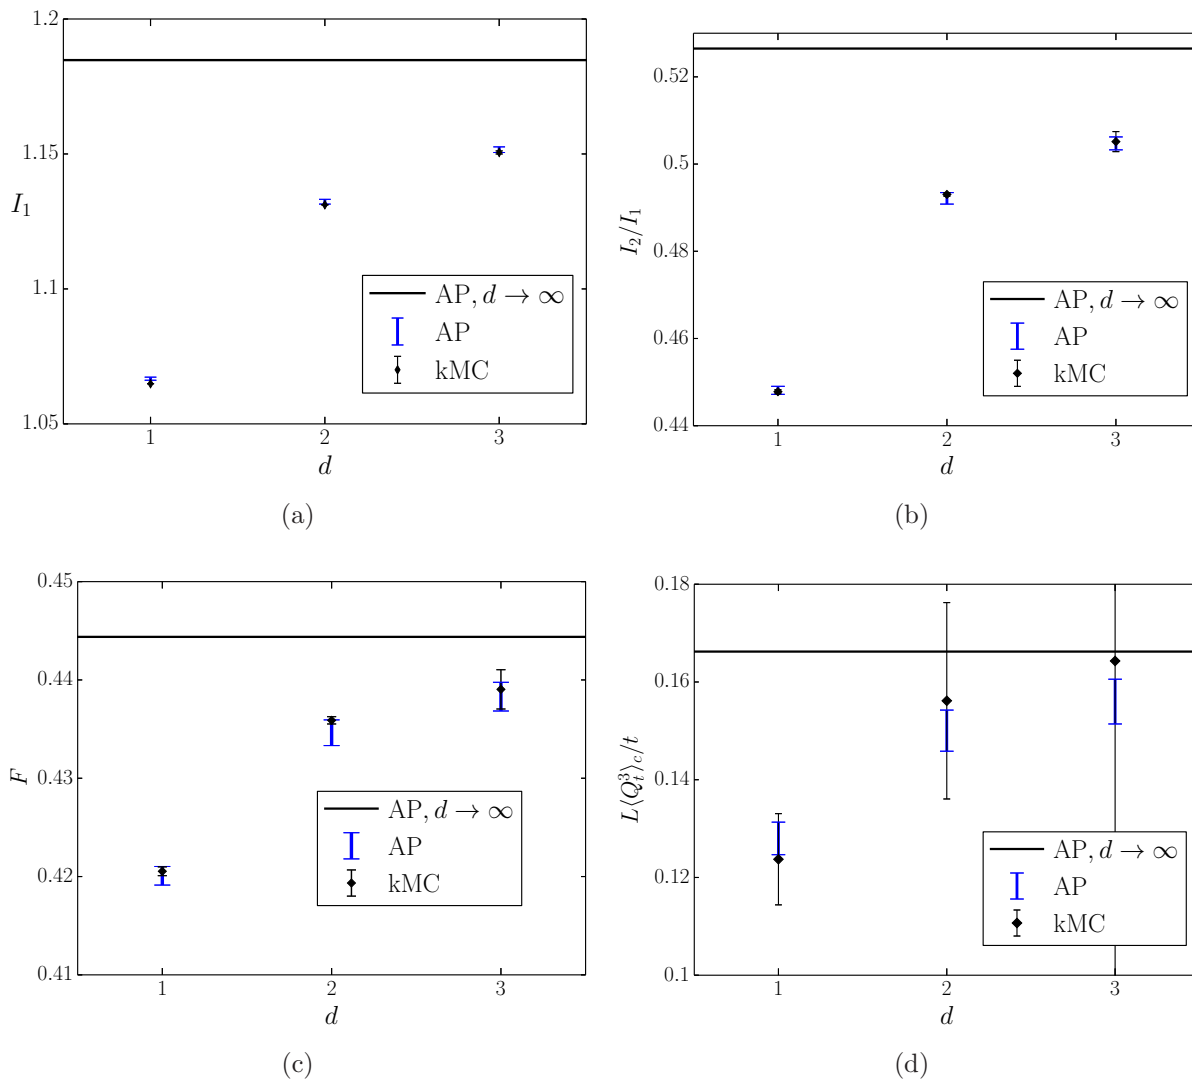 1.2
1.15
1.1
1.05
I₁
1
2
3
d
AP, d → ∞
AP
kMC
(a)
0.52
0.5
0.48
0.46
0.44
I₂/I₁
1
2
3
d
AP, d → ∞
AP
kMC
(b)
0.45
0.44
0.43
0.42
0.41
F
1
2
3
d
AP, d → ∞
AP
kMC
(c)
0.18
0.16
0.14
0.12
0.1
L⟨Q_t^3⟩_c/t
1
2
3
d
AP, d → ∞
AP
kMC
(d)